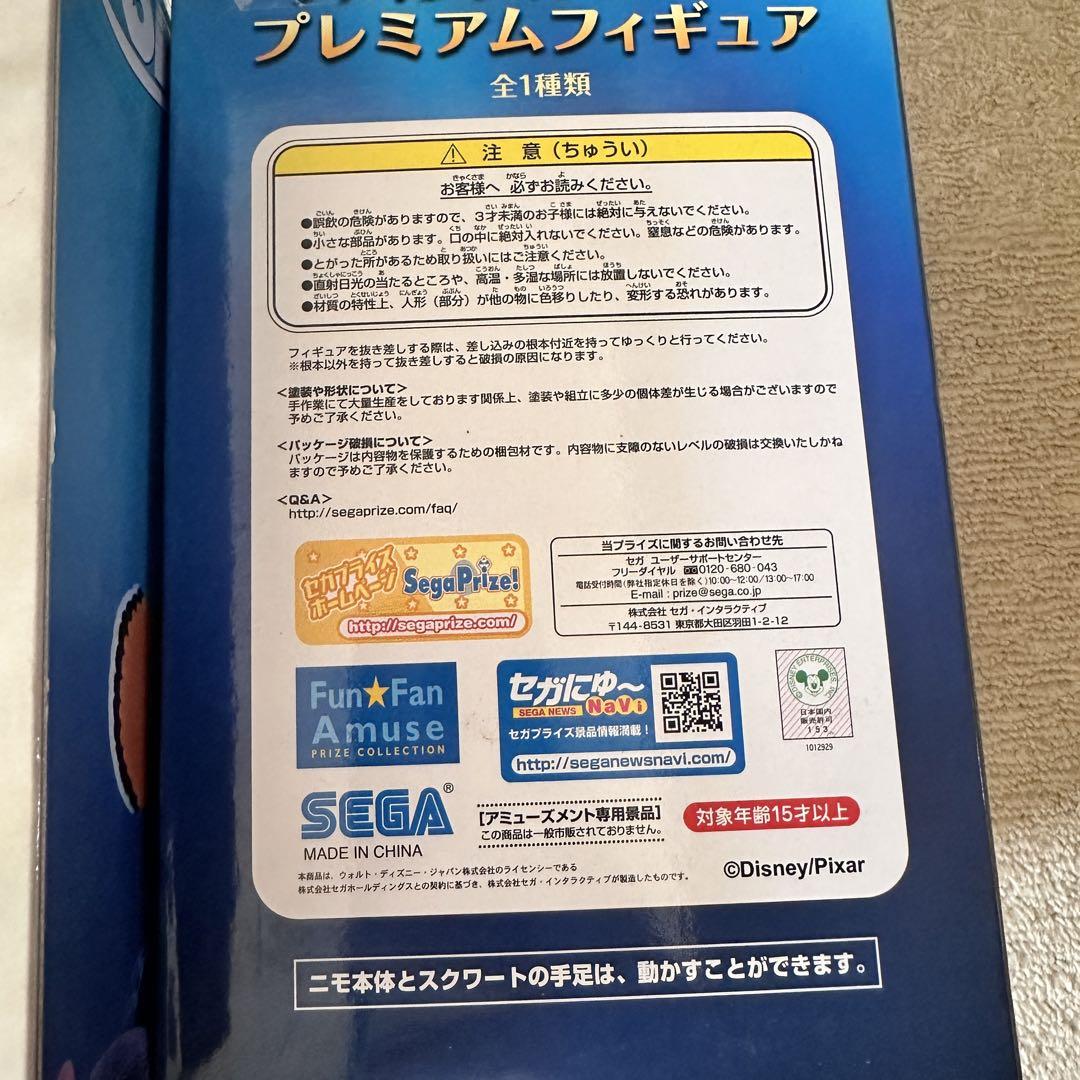 プレミアムフィギュア
全1種類
注 意（ちゅうい）
お客様へ 必ずお読みください。
●誤飲の危険がありますので、3才未満のお子様には絶対に与えないでください。
●小さな部品があります。口の中に絶対入れないでください。窒息などの危険があります。
●とがった所があるため取り扱いにはご注意ください。
●直射日光の当たるところや、高温・多湿な場所には放置しないでください。
●材質の特性上、人形（部分）が他の物に色移りしたり、変形する恐れがあります。
フィギュアを抜き差しする際は、差し込みの根本付近を持ってゆっくりと行ってください。
※根本以外を持って抜き差しすると破損の原因になります。
＜塗装や形状について＞
手作業にて大量生産をしております関係上、塗装や組立に多少の個体差が生じる場合がございますので
予めご了承ください。
＜パッケージ破損について＞
パッケージは内容物を保護するための梱包材です。内容物に支障のないレベルの破損は交換いたしかね
ますので予めご了承ください。
＜Q&A＞
http://segaprize.com/faq/
セガプライズ
ホームページ
SegaPrize!
http://segaprize.com/
当プライズに関するお問い合わせ先
セガ ユーザーサポートセンター
フリーダイヤル 0120-680-043
電話受付時間(弊社指定休日を除く)10:00~12:00/13:00~17:00
E-mail : prize@sega.co.jp
株式会社 セガ・インタラクティブ
〒144-8531 東京都大田区羽田1-2-12
Fun★Fan
Amuse
PRIZE COLLECTION
セガにゅ～
SEGA NEWS NaVi
セガプライズ景品情報満載！
http://seganewsnavi.com/
©DISNEY ENTERPRISES, INC.
日本国内
販売許可
153
1012929
SEGA®
MADE IN CHINA
［アミューズメント専用景品］
この商品は一般市販されておりません。
対象年齢15才以上
本商品は、ウォルト・ディズニー・ジャパン株式会社のライセンシーである
株式会社セガホールディングスとの契約に基づき、株式会社セガ・インタラクティブが製造したものです。
©Disney/Pixar
ニモ本体とスクワートの手足は、動かすことができます。